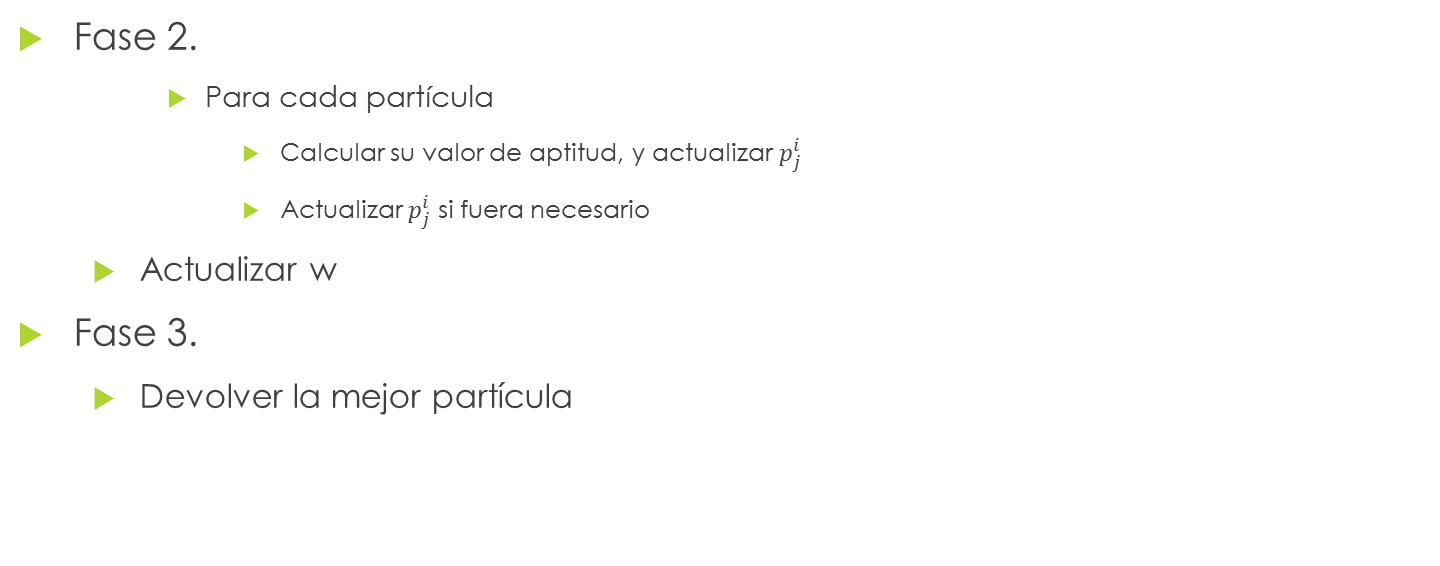 Fase 2.
Para cada partícula
Calcular su valor de aptitud, y actualizar $p_j^i$
Actualizar $p_j^i$ si fuera necesario
Actualizar w
Fase 3.
Devolver la mejor partícula